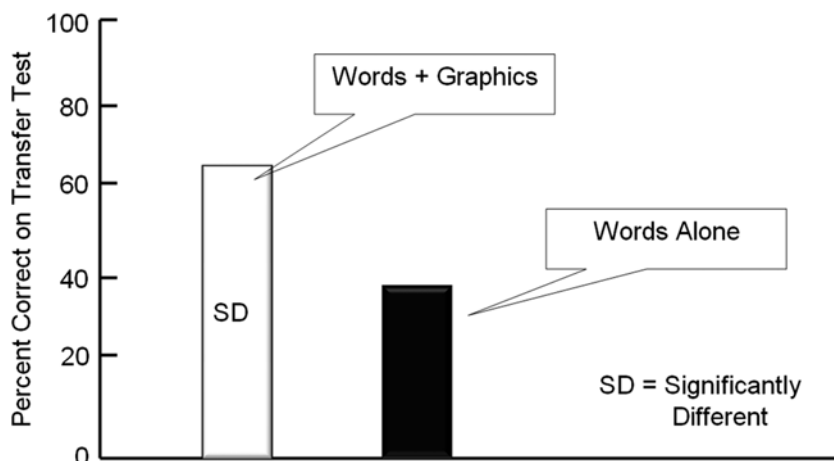 Percent Correct on Transfer Test
100
80
60
40
20
0
Words + Graphics
Words Alone
SD
SD = Significantly
Different